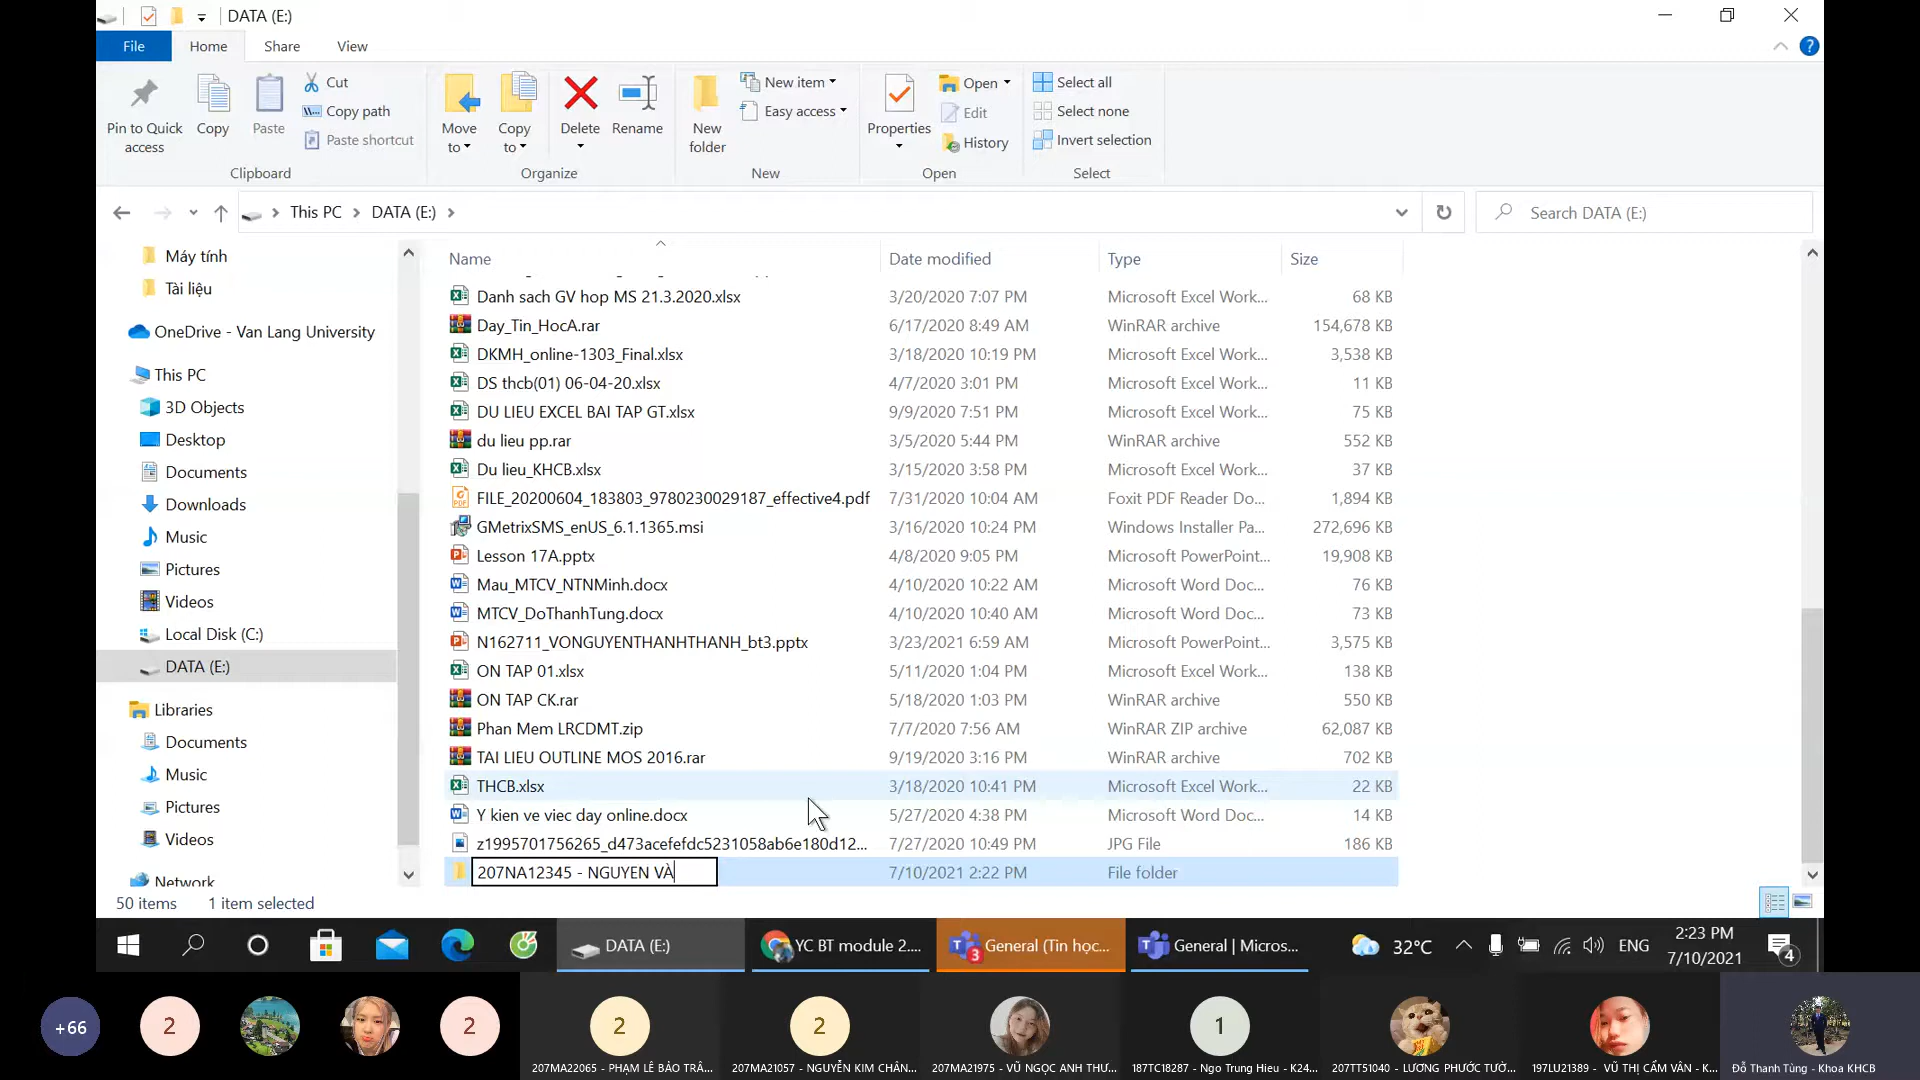 DATA (E:)
File Home Share View
Pin to Quick access
Copy
Paste
Cut
Copy path
Paste shortcut
Clipboard
Move to
Copy to
Delete
Rename
Organize
New folder
New item
Easy access
New
Properties
Open
Edit
History
Open
Select all
Select none
Invert selection
Select
This PC DATA (E:)
Search DATA (E:)
Máy tính
Tài liệu
OneDrive - Van Lang University
This PC
3D Objects
Desktop
Documents
Downloads
Music
Pictures
Videos
Local Disk (C:)
DATA (E:)
Libraries
Documents
Music
Pictures
Videos
Network
Name Date modified Type Size
Danh sach GV hop MS 21.3.2020.xlsx 3/20/2020 7:07 PM Microsoft Excel Work... 68 KB
Day_Tin_HocA.rar 6/17/2020 8:49 AM WinRAR archive 154,678 KB
DKMH_online-1303_Final.xlsx 3/18/2020 10:19 PM Microsoft Excel Work... 3,538 KB
DS thcb(01) 06-04-20.xlsx 4/7/2020 3:01 PM Microsoft Excel Work... 11 KB
DU LIEU EXCEL BAI TAP GT.xlsx 9/9/2020 7:51 PM Microsoft Excel Work... 75 KB
du lieu pp.rar 3/5/2020 5:44 PM WinRAR archive 552 KB
Du lieu_KHCB.xlsx 3/15/2020 3:58 PM Microsoft Excel Work... 37 KB
FILE_20200604_183803_9780230029187_effective4.pdf 7/31/2020 10:04 AM Foxit PDF Reader Do... 1,894 KB
GMetrixSMS_enUS_6.1.1365.msi 3/16/2020 10:24 PM Windows Installer Pa... 272,696 KB
Lesson 17A.pptx 4/8/2020 9:05 PM Microsoft PowerPoint... 19,908 KB
Mau_MTCV_NTNMinh.docx 4/10/2020 10:22 AM Microsoft Word Doc... 76 KB
MTCV_DoThanhTung.docx 4/10/2020 10:40 AM Microsoft Word Doc... 73 KB
N162711_VONGUYENTHANHTHANH_bt3.pptx 3/23/2021 6:59 AM Microsoft PowerPoint... 3,575 KB
ON TAP 01.xlsx 5/11/2020 1:04 PM Microsoft Excel Work... 138 KB
ON TAP CK.rar 5/18/2020 1:03 PM WinRAR archive 550 KB
Phan Mem LRCDMT.zip 7/7/2020 7:56 AM WinRAR ZIP archive 62,087 KB
TAI LIEU OUTLINE MOS 2016.rar 9/19/2020 3:16 PM WinRAR archive 702 KB
THCB.xlsx 3/18/2020 10:41 PM Microsoft Excel Work... 22 KB
Y kien ve viec day online.docx 5/27/2020 4:38 PM Microsoft Word Doc... 14 KB
z1995701756265_d473acefefdc5231058ab6e180d12... 7/27/2020 10:49 PM JPG File 186 KB
207NA12345 - NGUYEN VÀ 7/10/2021 2:22 PM File folder
50 items 1 item selected
DATA (E:)
YC BT module 2....
3 General (Tin học...
General | Micros...
32°C
ENG
2:23 PM
7/10/2021
4
+66 2 2 2 2 1
207MA22065 - PHẠM LÊ BẢO TRÂ...
207MA21057 - NGUYỄN KIM CHÂN...
207MA21975 - VŨ NGỌC ANH THƯ...
187TC18287 - Ngo Trung Hieu - K24...
207TT51040 - LƯƠNG PHƯỚC TƯỜ...
197LU21389 - VŨ THỊ CẨM VÂN - K...
Đỗ Thanh Tùng - Khoa KHCB